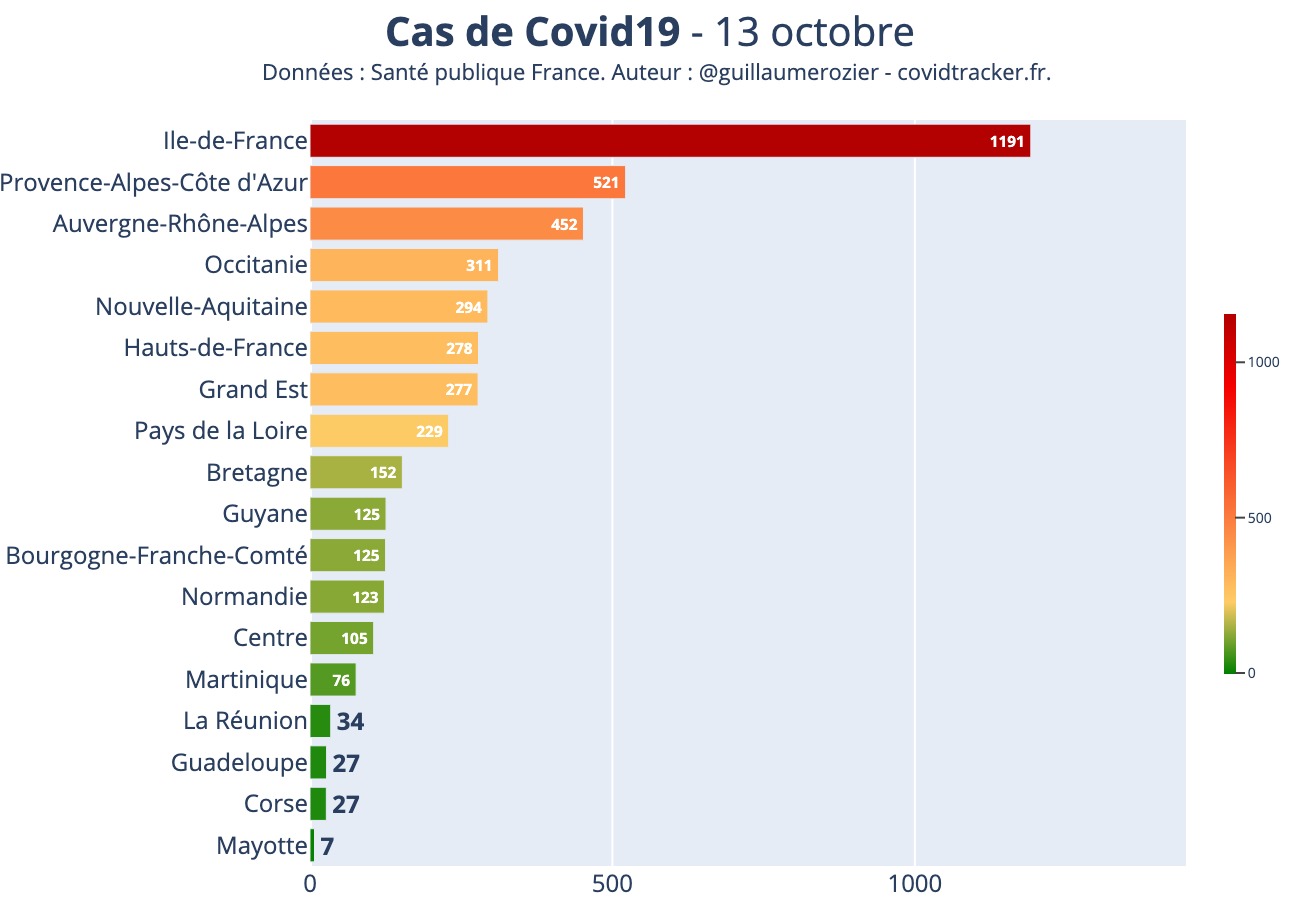 Cas de Covid19 - 13 octobre
Données : Santé publique France. Auteur : @guillaumerozier - covidtracker.fr.
Ile-de-France 1191
Provence-Alpes-Côte d'Azur 521
Auvergne-Rhône-Alpes 452
Occitanie 311
Nouvelle-Aquitaine 294
Hauts-de-France 278
Grand Est 277
Pays de la Loire 229
Bretagne 152
Guyane 125
Bourgogne-Franche-Comté 125
Normandie 123
Centre 105
Martinique 76
La Réunion 34
Guadeloupe 27
Corse 27
Mayotte 7
0 500 1000
1000
500
0